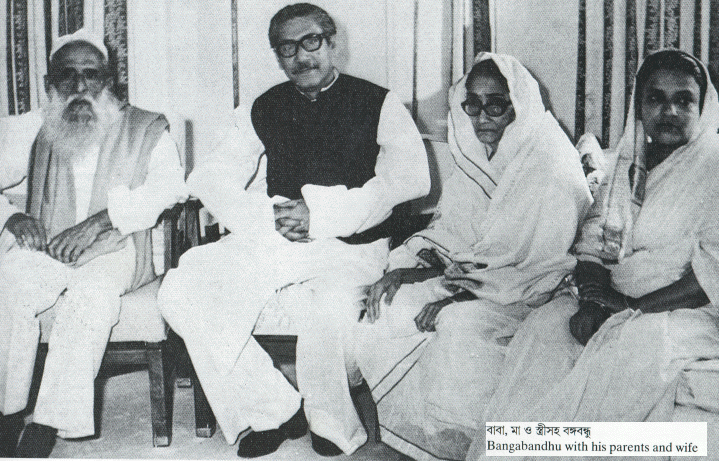 বাবা, মা ও স্ত্রীসহ বঙ্গবন্ধু
Bangabandhu with his parents and wife